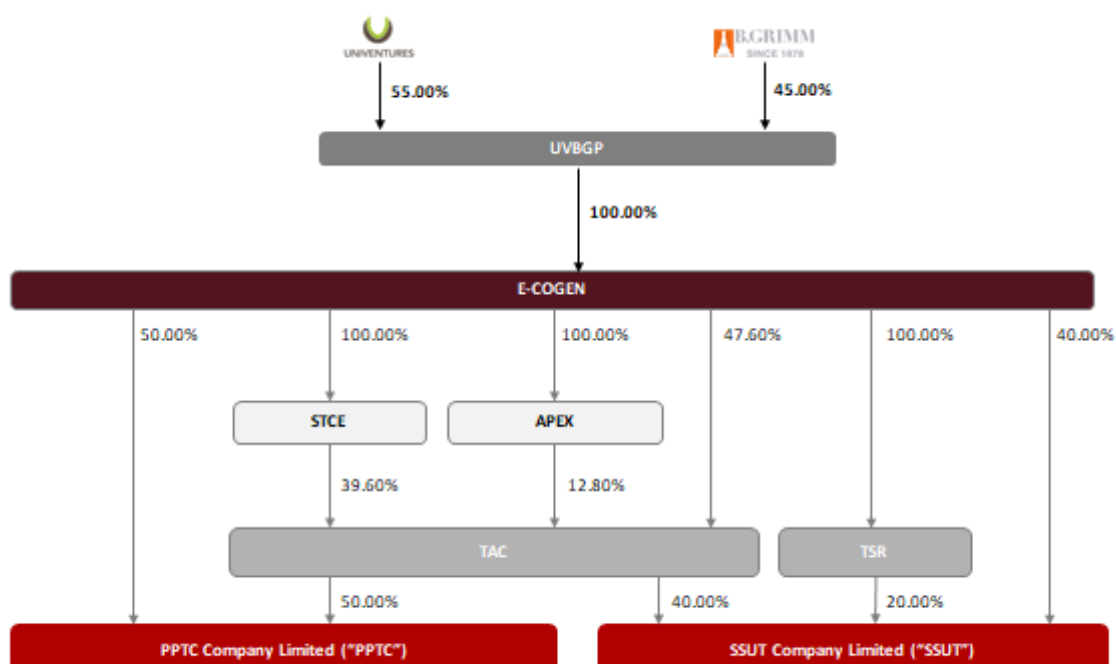 UNIVENTURES
B.GRIMM
SINCE 1878
55.00%
45.00%
UVBGP
100.00%
E-COGEN
50.00%
100.00%
100.00%
47.60%
100.00%
40.00%
STCE
APEX
39.60%
12.80%
TAC
TSR
50.00%
40.00%
20.00%
PPTC Company Limited ("PPTC")
SSUT Company Limited ("SSUT")